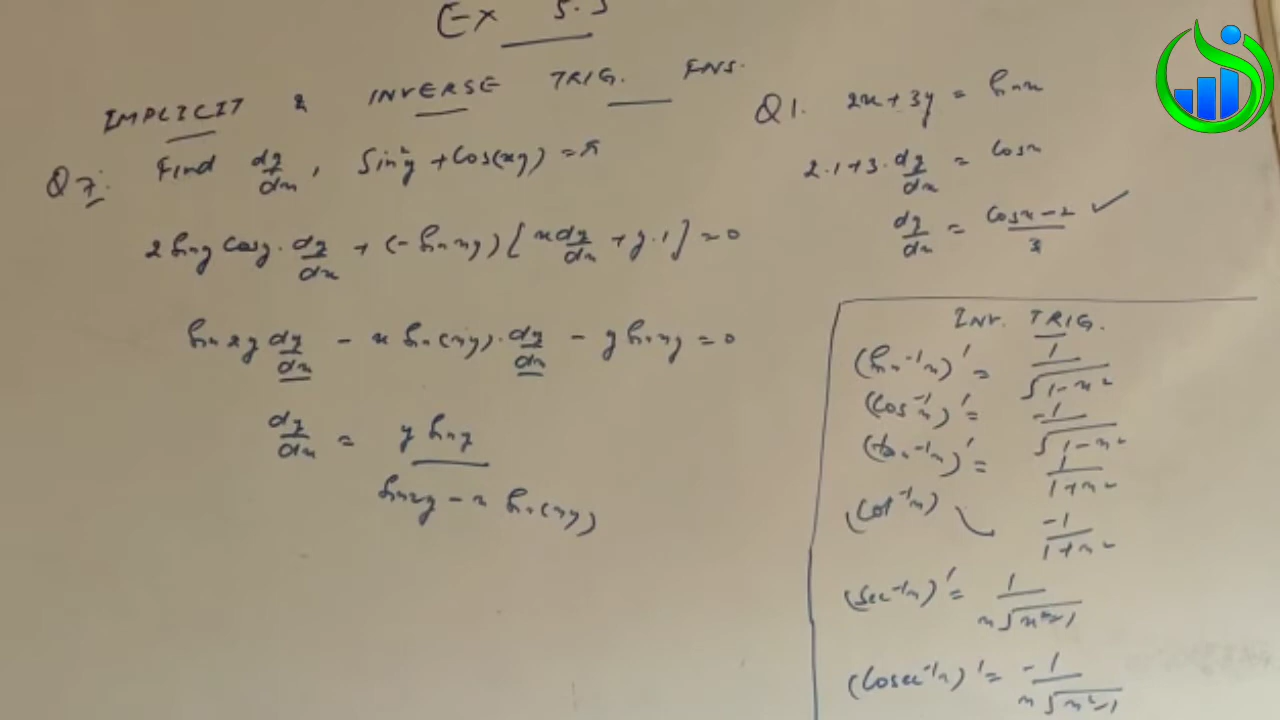 Ex 5.3
IMPLICIT & INVERSE TRIG. FNS.
Q7. Find dy/dx, Sin²y + Cos(xy) = π
2 Sin y Cos y. dy/dx + (- Sin xy) [x dy/dx + y.1] = 0
Sin 2y dy/dx - x Sin(xy). dy/dx - y Sin xy = 0
dy/dx = y Sin y / Sin 2y - x Sin(xy)
Q1. 2x + 3y = Sin x
2.1 + 3. dy/dx = Cos x
dy/dx = Cos x - 2 / 3 ✓
INV. TRIG.
(Sin⁻¹x)' = 1/√1-x²
(Cos⁻¹x)' = -1/√1-x²
(tan⁻¹x)' = 1/1+x²
(Cot⁻¹x) -1/1+x²
(Sec⁻¹x)' = 1/x√x²-1
(Cosec⁻¹x)' = -1/x√x²-1